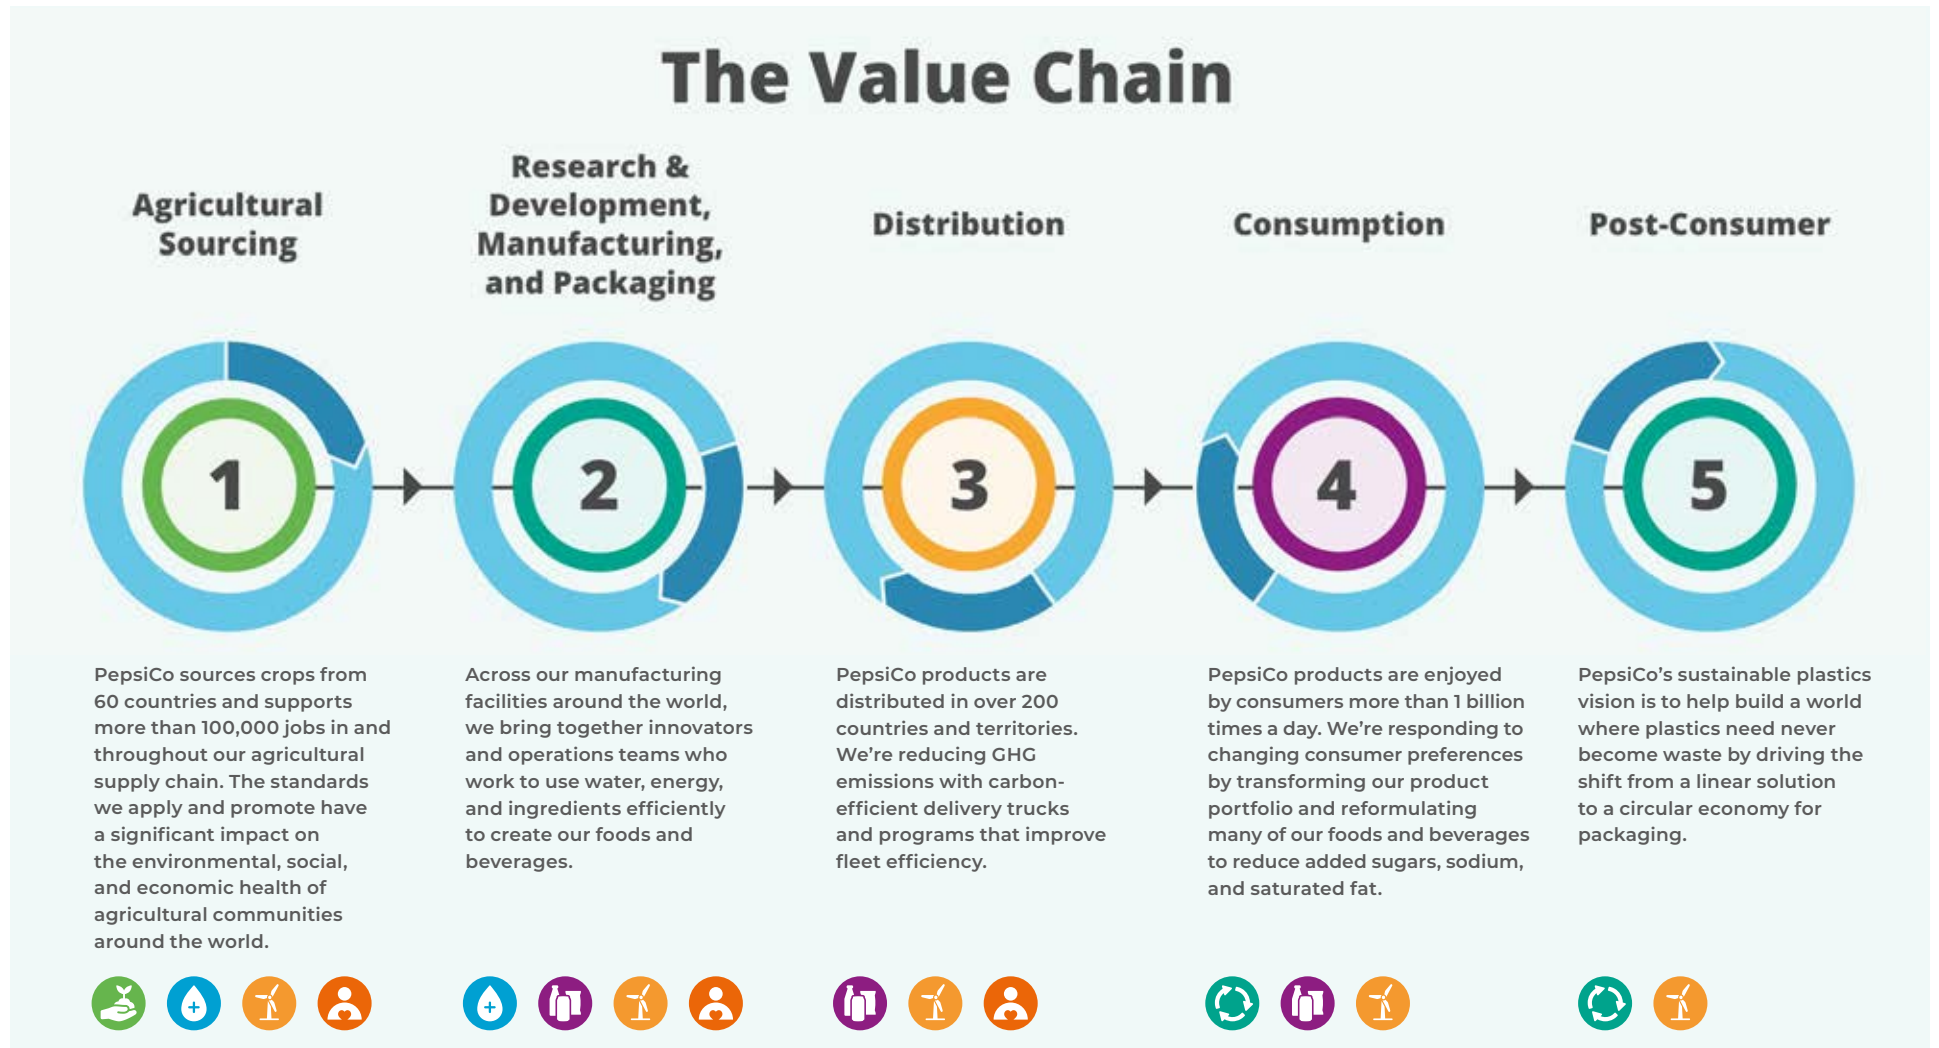 The Value Chain
Agricultural
Sourcing
Research &
Development,
Manufacturing,
and Packaging
Distribution
Consumption
Post-Consumer
1
2
3
4
5
PepsiCo sources crops from
60 countries and supports
more than 100,000 jobs in and
throughout our agricultural
supply chain. The standards
we apply and promote have
a significant impact on
the environmental, social,
and economic health of
agricultural communities
around the world.
Across our manufacturing
facilities around the world,
we bring together innovators
and operations teams who
work to use water, energy,
and ingredients efficiently
to create our foods and
beverages.
PepsiCo products are
distributed in over 200
countries and territories.
We’re reducing GHG
emissions with carbon-
efficient delivery trucks
and programs that improve
fleet efficiency.
PepsiCo products are enjoyed
by consumers more than 1 billion
times a day. We’re responding to
changing consumer preferences
by transforming our product
portfolio and reformulating
many of our foods and beverages
to reduce added sugars, sodium,
and saturated fat.
PepsiCo’s sustainable plastics
vision is to help build a world
where plastics need never
become waste by driving the
shift from a linear solution
to a circular economy for
packaging.